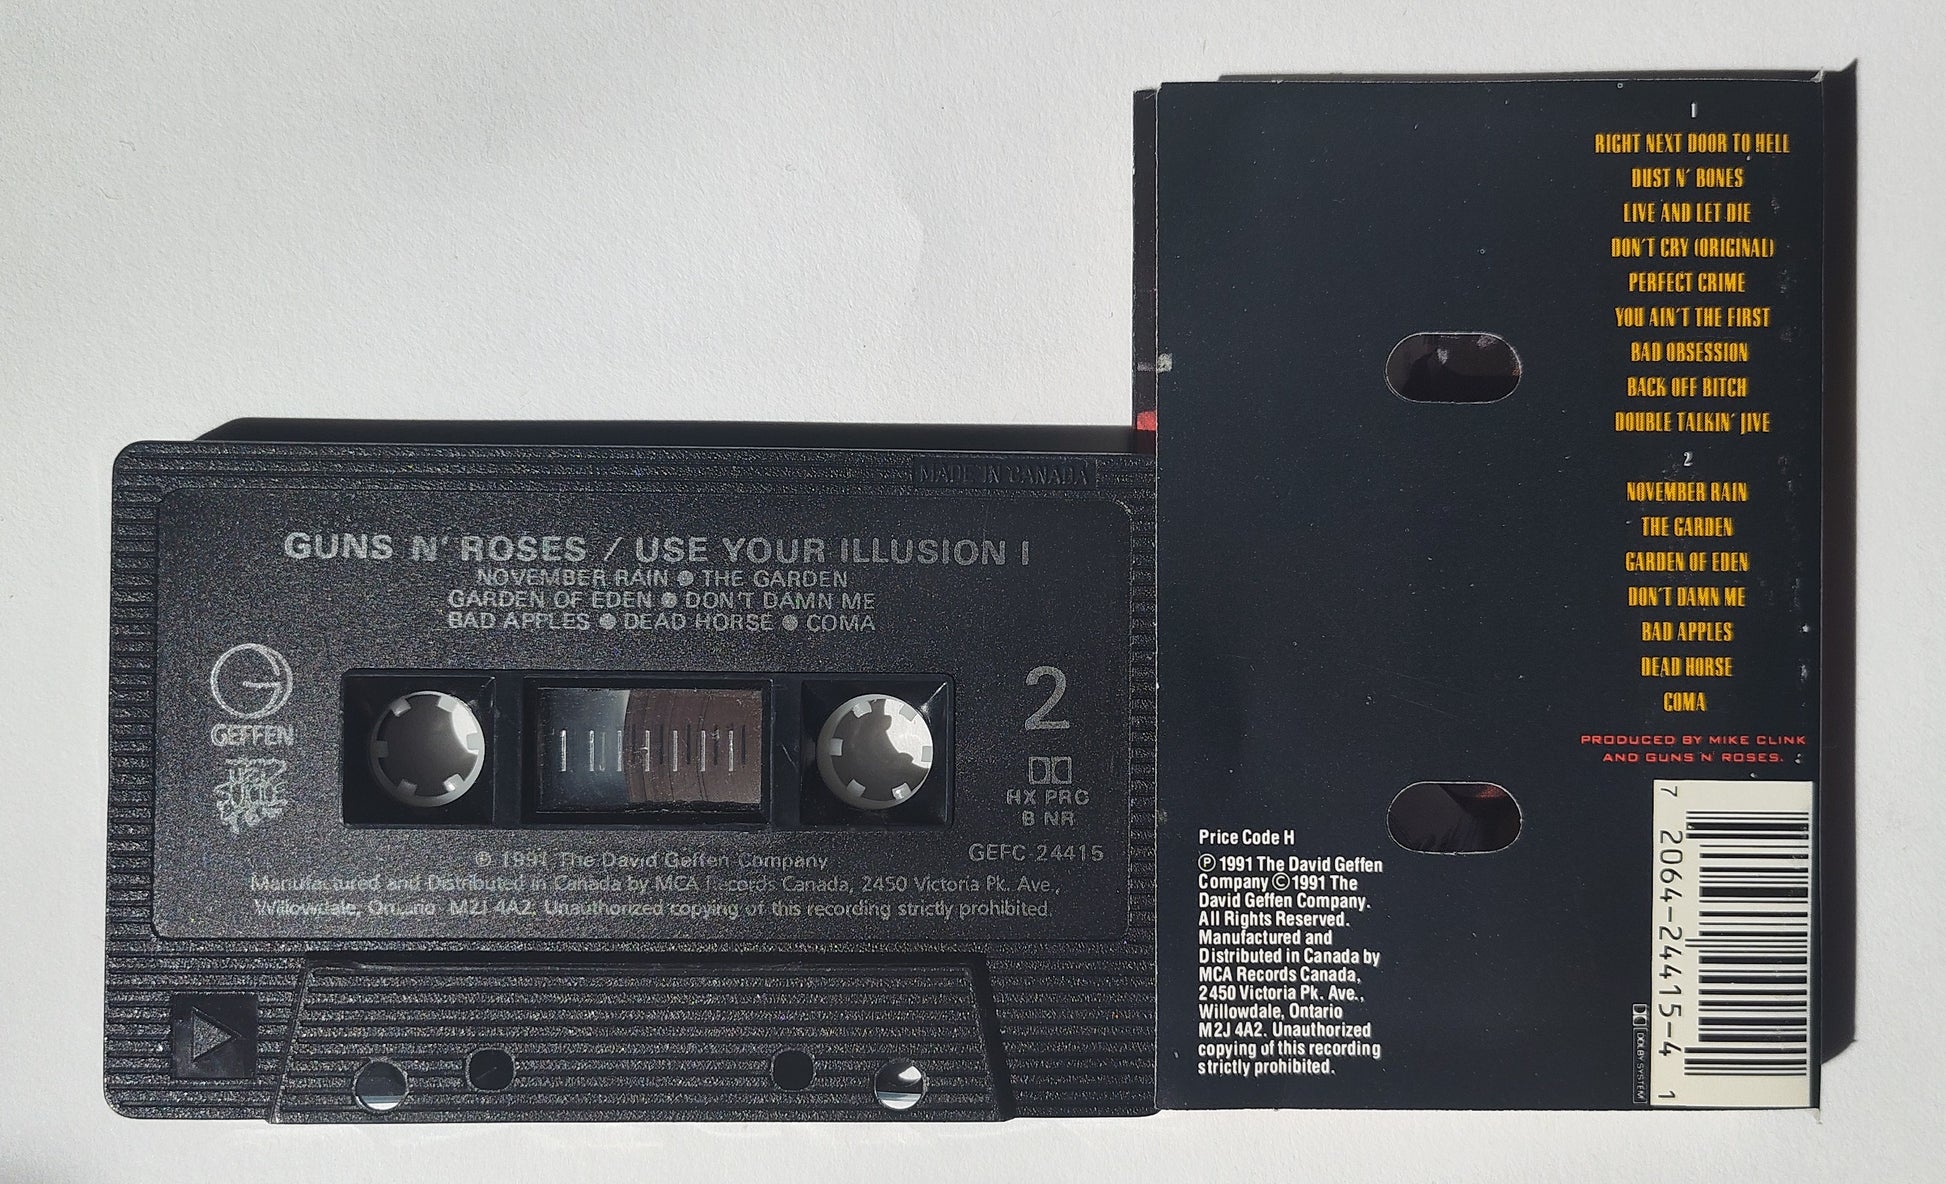 MADE IN CANADA
GUNS N' ROSES / USE YOUR ILLUSION I
NOVEMBER RAIN ● THE GARDEN
GARDEN OF EDEN ● DON'T DAMN ME
BAD APPLES ● DEAD HORSE ● COMA
G
GEFFEN
2
HX PRO
B NR
GEFC-24415
℗ 1991 The David Geffen Company
Manufactured and Distributed in Canada by MCA Records Canada, 2450 Victoria Pk. Ave.,
Willowdale, Ontario M2J 4A2. Unauthorized copying of this recording strictly prohibited.
1
RIGHT NEXT DOOR TO HELL
DUST N' BONES
LIVE AND LET DIE
DON'T CRY (ORIGINAL)
PERFECT CRIME
YOU AIN'T THE FIRST
BAD OBSESSION
BACK OFF BITCH
DOUBLE TALKIN' JIVE
2
NOVEMBER RAIN
THE GARDEN
GARDEN OF EDEN
DON'T DAMN ME
BAD APPLES
DEAD HORSE
COMA
PRODUCED BY MIKE CLINK
AND GUNS N' ROSES.
Price Code H
℗ 1991 The David Geffen
Company © 1991 The
David Geffen Company.
All Rights Reserved.
Manufactured and
Distributed in Canada by
MCA Records Canada,
2450 Victoria Pk. Ave.,
Willowdale, Ontario
M2J 4A2. Unauthorized
copying of this recording
strictly prohibited.
7 2064-24415-4 1
DOLBY SYSTEM